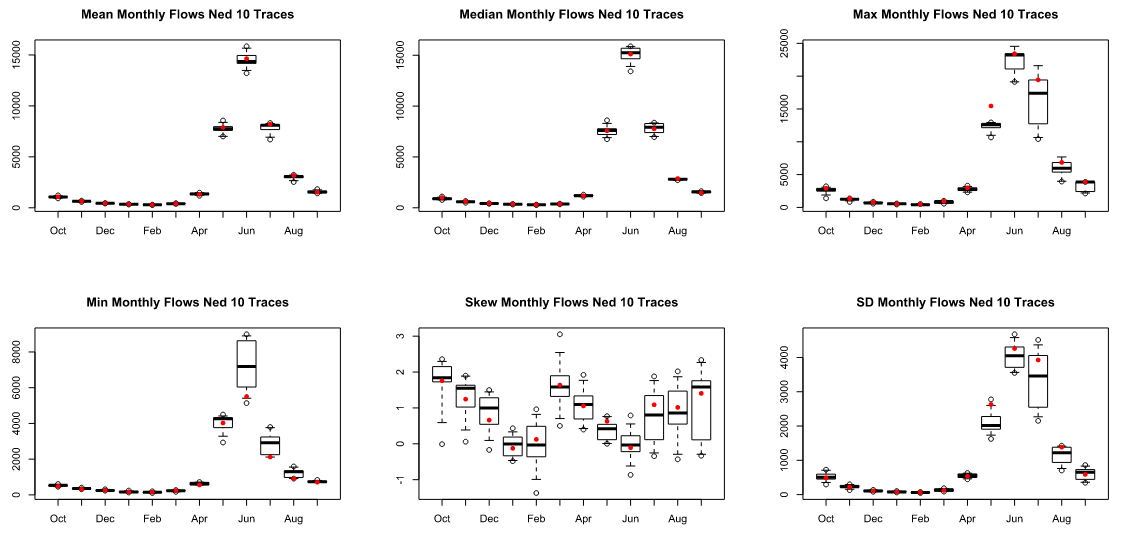 Mean Monthly Flows Ned 10 Traces
15000
10000
5000
0
Oct Dec Feb Apr Jun Aug
Median Monthly Flows Ned 10 Traces
15000
10000
5000
0
Oct Dec Feb Apr Jun Aug
Max Monthly Flows Ned 10 Traces
25000
15000
5000
0
Oct Dec Feb Apr Jun Aug
Min Monthly Flows Ned 10 Traces
8000
6000
4000
2000
0
Oct Dec Feb Apr Jun Aug
Skew Monthly Flows Ned 10 Traces
3
2
1
0
-1
Oct Dec Feb Apr Jun Aug
SD Monthly Flows Ned 10 Traces
4000
3000
2000
1000
0
Oct Dec Feb Apr Jun Aug